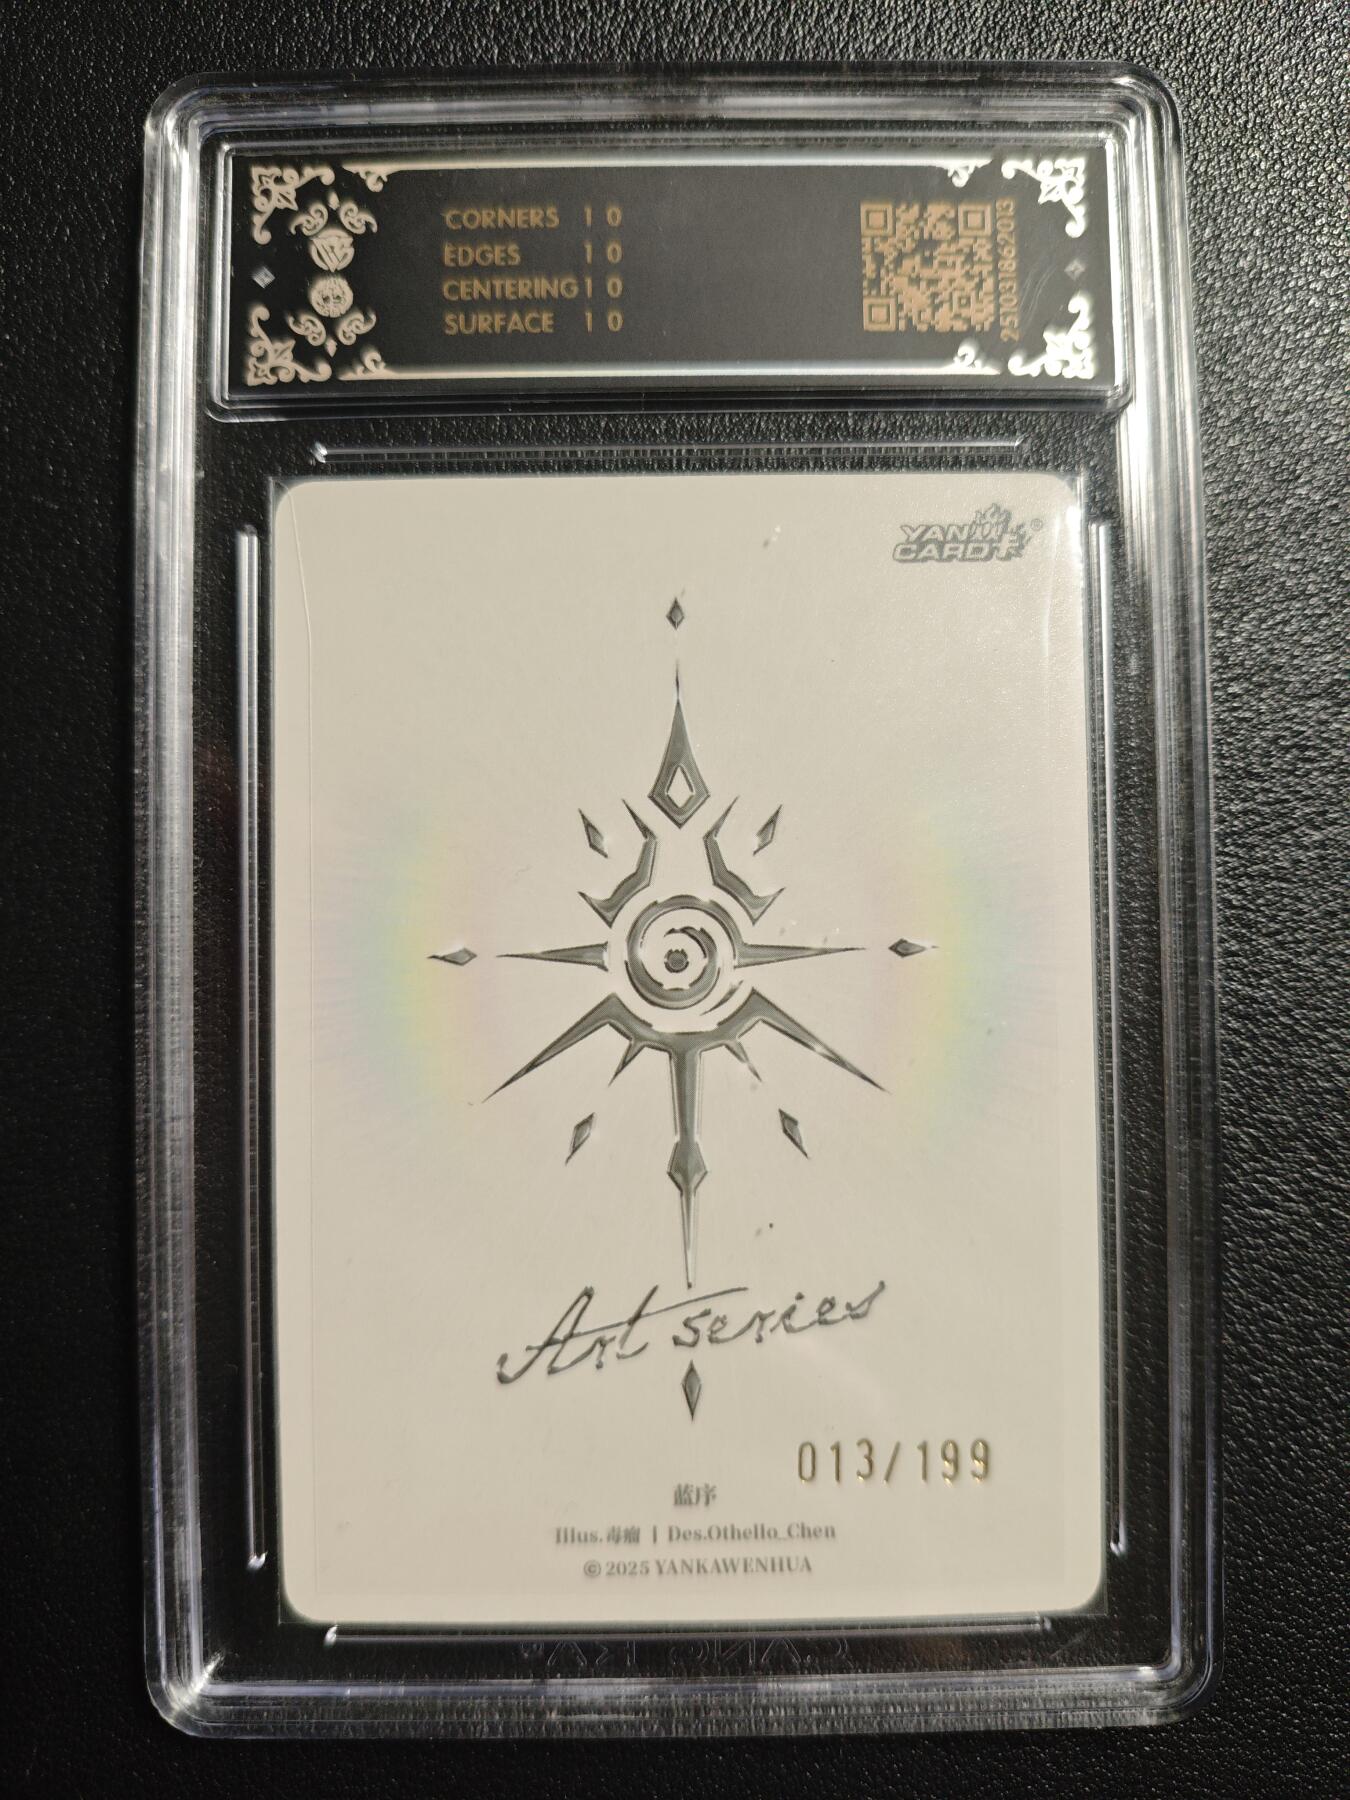 CORNERS 10
EDGES 10
CENTERING 10
SURFACE 10
YAN
CARD
Art series
013/199
蓝序
Illus.毒瘤 | Des.Othello_Chen
© 2025 YANKAWENHUA